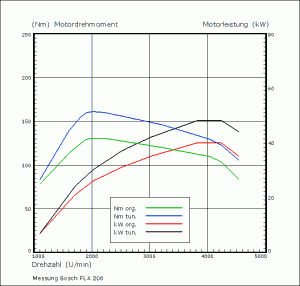 (Nm) Motordrehmoment Motorleistung (kW)
250 80
200
60
150
40
100
20
50
0 0
1000 2000 3000 4000 5000
Nm org.
Nm tun.
kW org.
kW tun.
Drehzahl (U/min)
Messung Bosch FLA 206